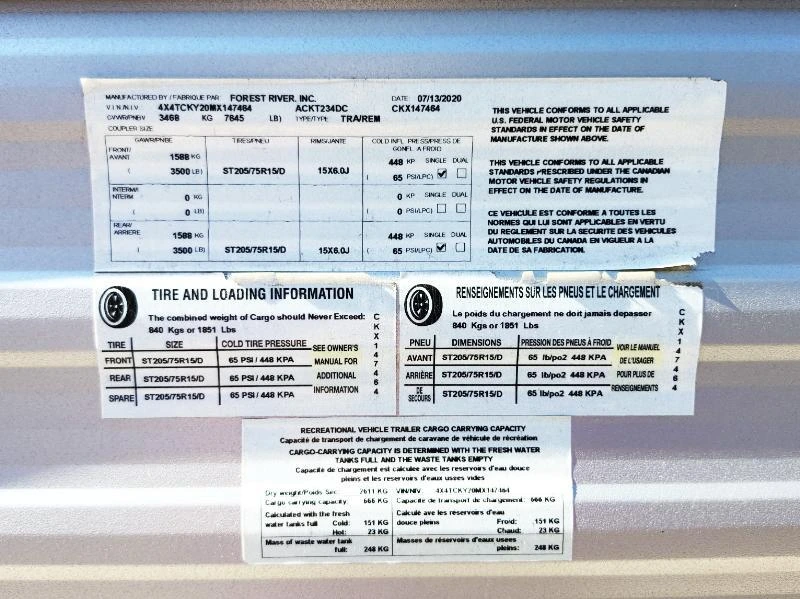 MANUFACTURED BY / FABRIQUE PAR: FOREST RIVER, INC. DATE: 07/13/2020
V I N./N.I.V 4X4TCKY20MX147464 ACKT234DC CKX147464
GVWR/PNBV 3468 KG 7645 LB) TYPE/TYPE TRA/REM
COUPLER SIZE
GAWR/PNBE TIRES/PNEU RIMS/JANTE COLD INFL PRESS/PRESS DE GONFL A FROID
FRONT/ AVANT 1588 KG 448 KP SINGLE DUAL
( 3500 LB) ST205/75R15/D 15X6.0J ( 65 PSI/LPC)
INTERM/ INTERM 0 KG 0 KP SINGLE DUAL
( 0 LB) ( 0 PSI/LPC)
REAR/ ARRIERE 1588 KG 448 KP SINGLE DUAL
( 3500 LB) ST205/75R15/D 15X6.0J ( 65 PSI/LPC)
THIS VEHICLE CONFORMS TO ALL APPLICABLE
U.S. FEDERAL MOTOR VEHICLE SAFETY
STANDARDS IN EFFECT ON THE DATE OF
MANUFACTURE SHOWN ABOVE.
THIS VEHICLE CONFORMS TO ALL APPLICABLE
STANDARDS PRESCRIBED UNDER THE CANADIAN
MOTOR VEHICLE SAFETY REGULATIONS IN
EFFECT ON THE DATE OF MANUFACTURE.
CE VEHICULE EST CONFORME A TOUTES LES
NORMES QUI LUI SONT APPLICABLES EN VERTU
DU REGLEMENT SUR LA SECURITE DES VEHICULES
AUTOMOBILES DU CANADA EN VIGUEUR A LA
DATE DE SA FABRICATION.
TIRE AND LOADING INFORMATION
The combined weight of Cargo should Never Exceed:
840 Kgs or 1851 Lbs
TIRE SIZE COLD TIRE PRESSURE
FRONT ST205/75R15/D 65 PSI / 448 KPA
REAR ST205/75R15/D 65 PSI / 448 KPA
SPARE ST205/75R15/D 65 PSI / 448 KPA
SEE OWNER'S
MANUAL FOR
ADDITIONAL
INFORMATION
CKX147464
RENSEIGNEMENTS SUR LES PNEUS ET LE CHARGEMENT
Le poids du chargement ne doit jamais depasser
840 Kgs or 1851 Lbs
PNEU DIMENSIONS PRESSION DES PNEUS À FROID
AVANT ST205/75R15/D 65 lb/po2 448 KPA
ARRIÈRE ST205/75R15/D 65 lb/po2 448 KPA
DE SECOURS ST205/75R15/D 65 lb/po2 448 KPA
VOIR LE MANUEL
DE L'USAGER
POUR PLUS DE
RENSEIGNEMENTS
CKX147464
RECREATIONAL VEHICLE TRAILER CARGO CARRYING CAPACITY
Capacité de transport de chargement de caravane de véhicule de récréation
CARGO-CARRYING CAPACITY IS DETERMINED WITH THE FRESH WATER
TANKS FULL AND THE WASTE TANKS EMPTY
Capacité de chargement est calculée avec les reservoirs d'eau douce
pleins et les reservoirs d'eaux usees vides
Dry weight/Poids Sec: 2611 KG VIN/NIV: 4X4TCKY20MX147464
Cargo carrying capacity: 666 KG Capacite de transport de chargement: 666 KG
Calculated with the fresh Calculé avec les reservoirs d'eau
water tanks full Cold: 151 KG douce pleins Froid: 151 KG
Hot: 23 KG Chaud: 23 KG
Mass of waste water tank Masses de réservoirs d'eaux usees
full: 248 KG pleins: 248 KG